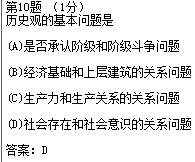 第10题 （1分）
历史观的基本问题是
(A)是否承认阶级和阶级斗争问题
(B)经济基础和上层建筑的关系问题
(C)生产力和生产关系的关系问题
(D)社会存在和社会意识的关系问题
答案：D